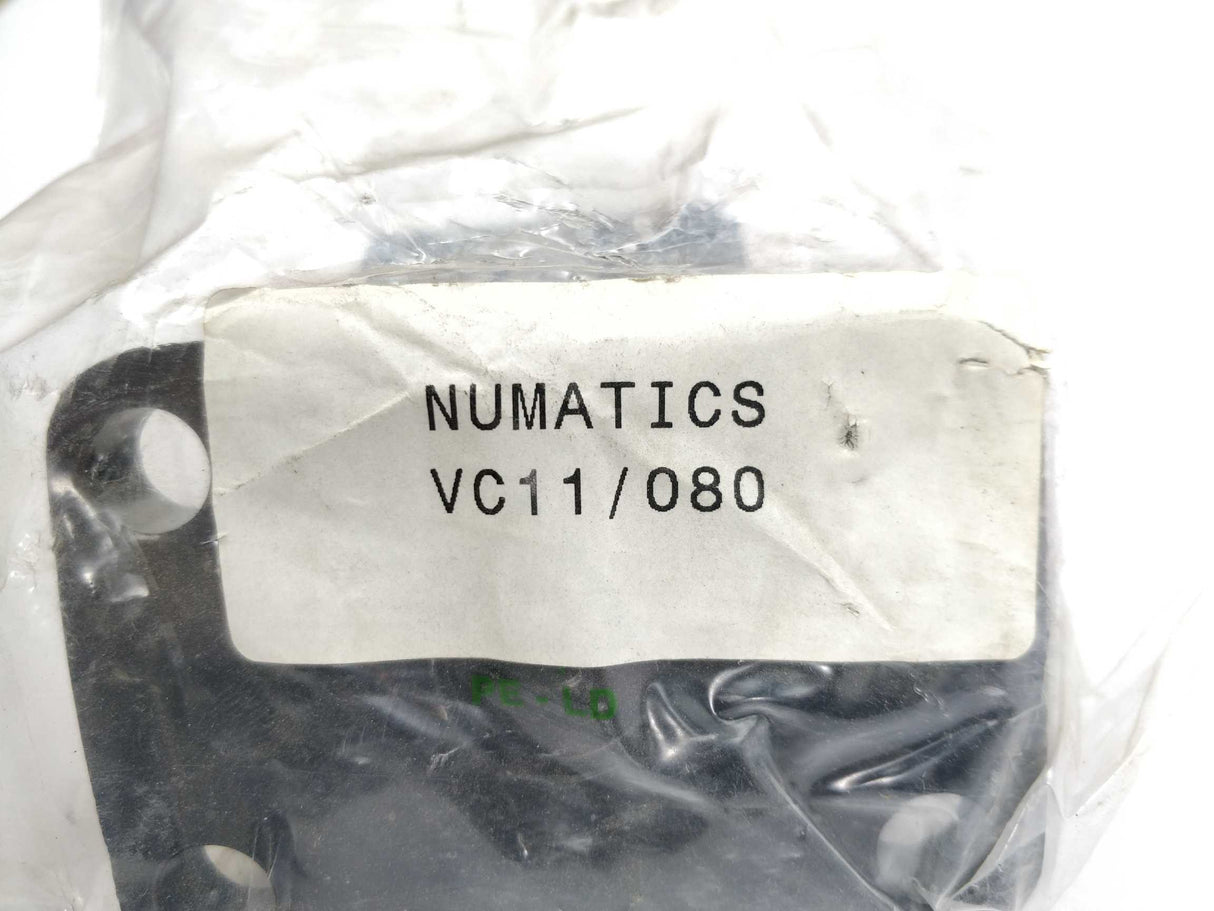 NUMATICS
VC11/080
PE-LD